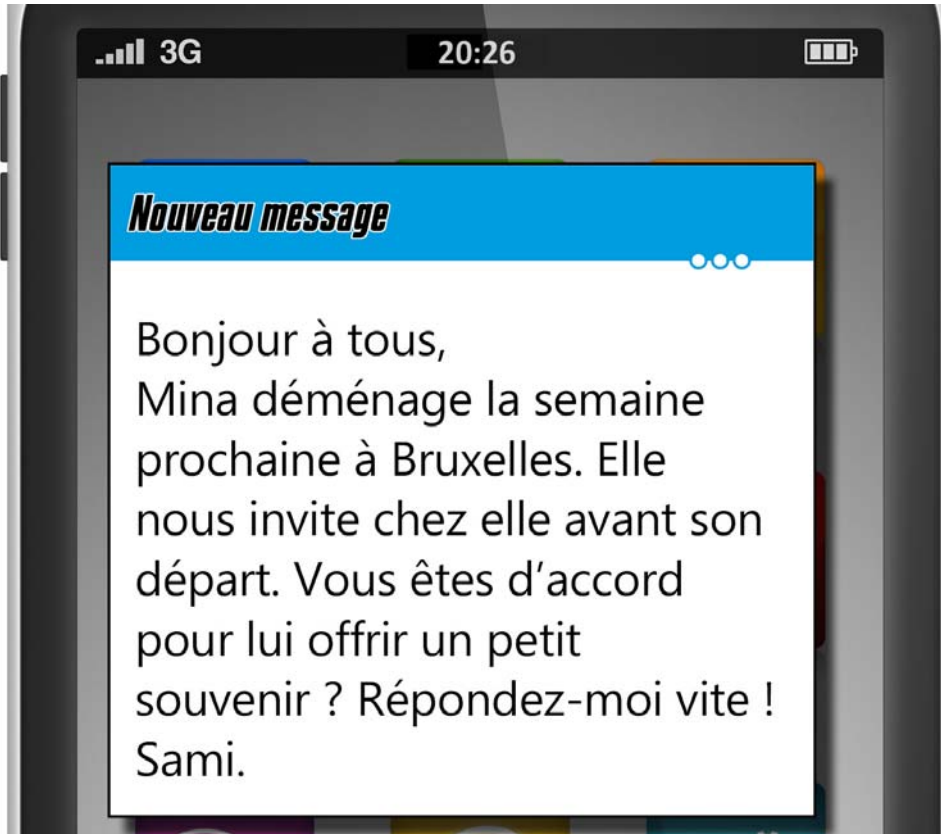 3G 20:26
Nouveau message
Bonjour à tous,
Mina déménage la semaine
prochaine à Bruxelles. Elle
nous invite chez elle avant son
départ. Vous êtes d’accord
pour lui offrir un petit
souvenir ? Répondez-moi vite !
Sami.